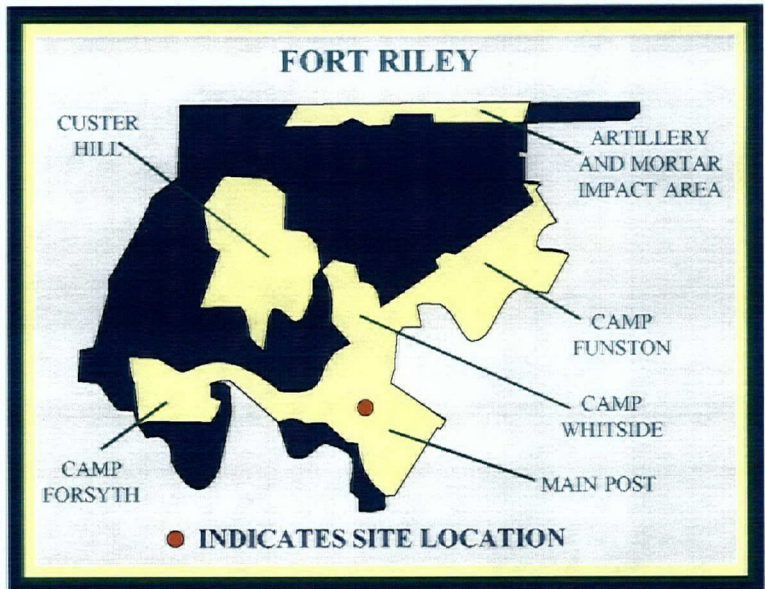 FORT RILEY
CUSTER
HILL
ARTILLERY
AND MORTAR
IMPACT AREA
CAMP
FUNSTON
CAMP
WHITSIDE
MAIN POST
CAMP
FORSYTH
INDICATES SITE LOCATION